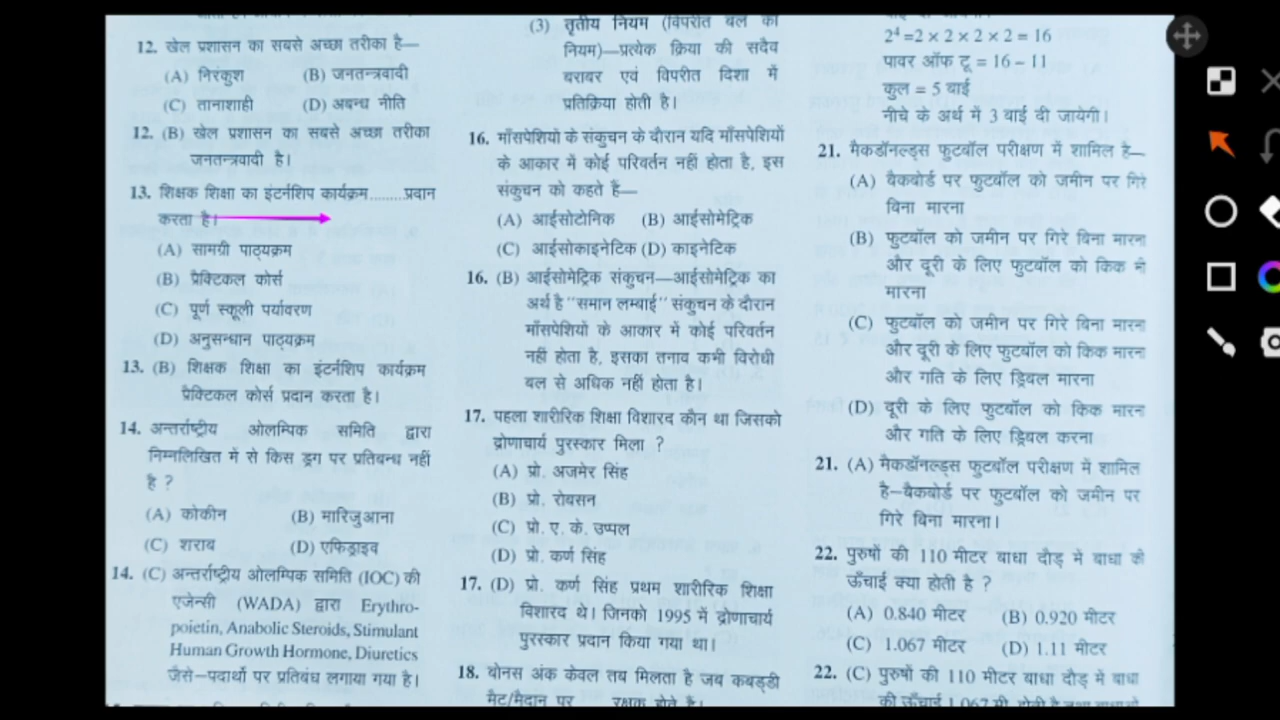 12. खेल प्रशासन का सबसे अच्छा तरीका है—
(A) निरंकुश (B) जनतन्त्रवादी
(C) तानाशाही (D) अबन्ध नीति
12. (B) खेल प्रशासन का सबसे अच्छा तरीका
जनतन्त्रवादी है।
13. शिक्षक शिक्षा का इंटर्नशिप कार्यक्रम.........प्रदान
करता है।
(A) सामगी पाठ्यक्रम
(B) प्रैक्टिकल कोर्स
(C) पूर्ण स्कूली पर्यावरण
(D) अनुसन्धान पाठ्यक्रम
13. (B) शिक्षक शिक्षा का इंटर्नशिप कार्यक्रम
प्रैक्टिकल कोर्स प्रदान करता है।
14. अन्तर्राष्ट्रीय ओलम्पिक समिति द्वारा
निम्नलिखित में से किस ड्रग पर प्रतिबन्ध नहीं
है ?
(A) कोकीन (B) मारिजुआना
(C) शराब (D) एफिड्राइव
14. (C) अन्तर्राष्ट्रीय ओलम्पिक समिति (IOC) की
एजेन्सी (WADA) द्वारा Erythro-
poietin, Anabolic Steroids, Stimulant
Human Growth Hormone, Diuretics
जैसे–पदार्थो पर प्रतिबंध लगाया गया है।
(3) तृतीय नियम (विपरीत बल का
नियम)—प्रत्येक क्रिया की सदैव
बराबर एवं विपरीत दिशा में
प्रतिक्रिया होती है।
16. माँसपेशियो के संकुचन के दौरान यदि माँसपेशियों
के आकार में कोई परिवर्तन नहीं होता है, इस
संकुचन को कहते हैं—
(A) आईसोटोनिक (B) आईसोमेट्रिक
(C) आईसोकाइनेटिक (D) काइनेटिक
16. (B) आईसोमेट्रिक संकुचन—आईसोमेट्रिक का
अर्थ है “समान लम्बाई” संकुचन के दौरान
माँसपेशियों के आकार में कोई परिवर्तन
नही होता है, इसका तनाव कभी विरोधी
बल से अधिक नहीं होता है।
17. पहला शारीरिक शिक्षा विशारद कौन था जिसको
द्रोणाचार्य पुरस्कार मिला ?
(A) प्रो. अजमेर सिंह
(B) प्रो. रोबसन
(C) प्रो. ए. के. उप्पल
(D) प्रो. कर्ण सिंह
17. (D) प्रो. कर्ण सिंह प्रथम शारीरिक शिक्षा
विशारद थे। जिनको 1995 में द्रोणाचार्य
पुरस्कार प्रदान किया गया था।
18. बोनस अंक केवल तब मिलता है जब कबड्डी
मैट/मैदान पर रक्षक होते हैं।
2⁴ =2 × 2 × 2 × 2 = 16
पावर ऑफ टू = 16 – 11
कुल = 5 बाई
नीचे के अर्थ में 3 बाई दी जायेगी।
21. मैकडॉनल्ड्स फुटबॉल परीक्षण में शामिल है—
(A) बैकबोर्ड पर फुटबॉल को जमीन पर गिरे
बिना मारना
(B) फुटबॉल को जमीन पर गिरे बिना मारना
और दूरी के लिए फुटबॉल को किक भी
मारना
(C) फुटबॉल को जमीन पर गिरे बिना मारना
और दूरी के लिए फुटबॉल को किक मारना
और गति के लिए ड्रिबल मारना
(D) दूरी के लिए फुटबॉल को किक मारना
और गति के लिए ड्रिबल करना
21. (A) मैकडॉनल्ड्स फुटबॉल परीक्षण में शामिल
है–बैकबोर्ड पर फुटबॉल को जमीन पर
गिरे बिना मारना।
22. पुरुषों की 110 मीटर बाधा दौड़ में बाधा की
ऊँचाई क्या होती है ?
(A) 0.840 मीटर (B) 0.920 मीटर
(C) 1.067 मीटर (D) 1.11 मीटर
22. (C) पुरुषों की 110 मीटर बाधा दौड़ में बाधा
की ऊँचाई 1.067 मी. होती है तथा बाधाओं